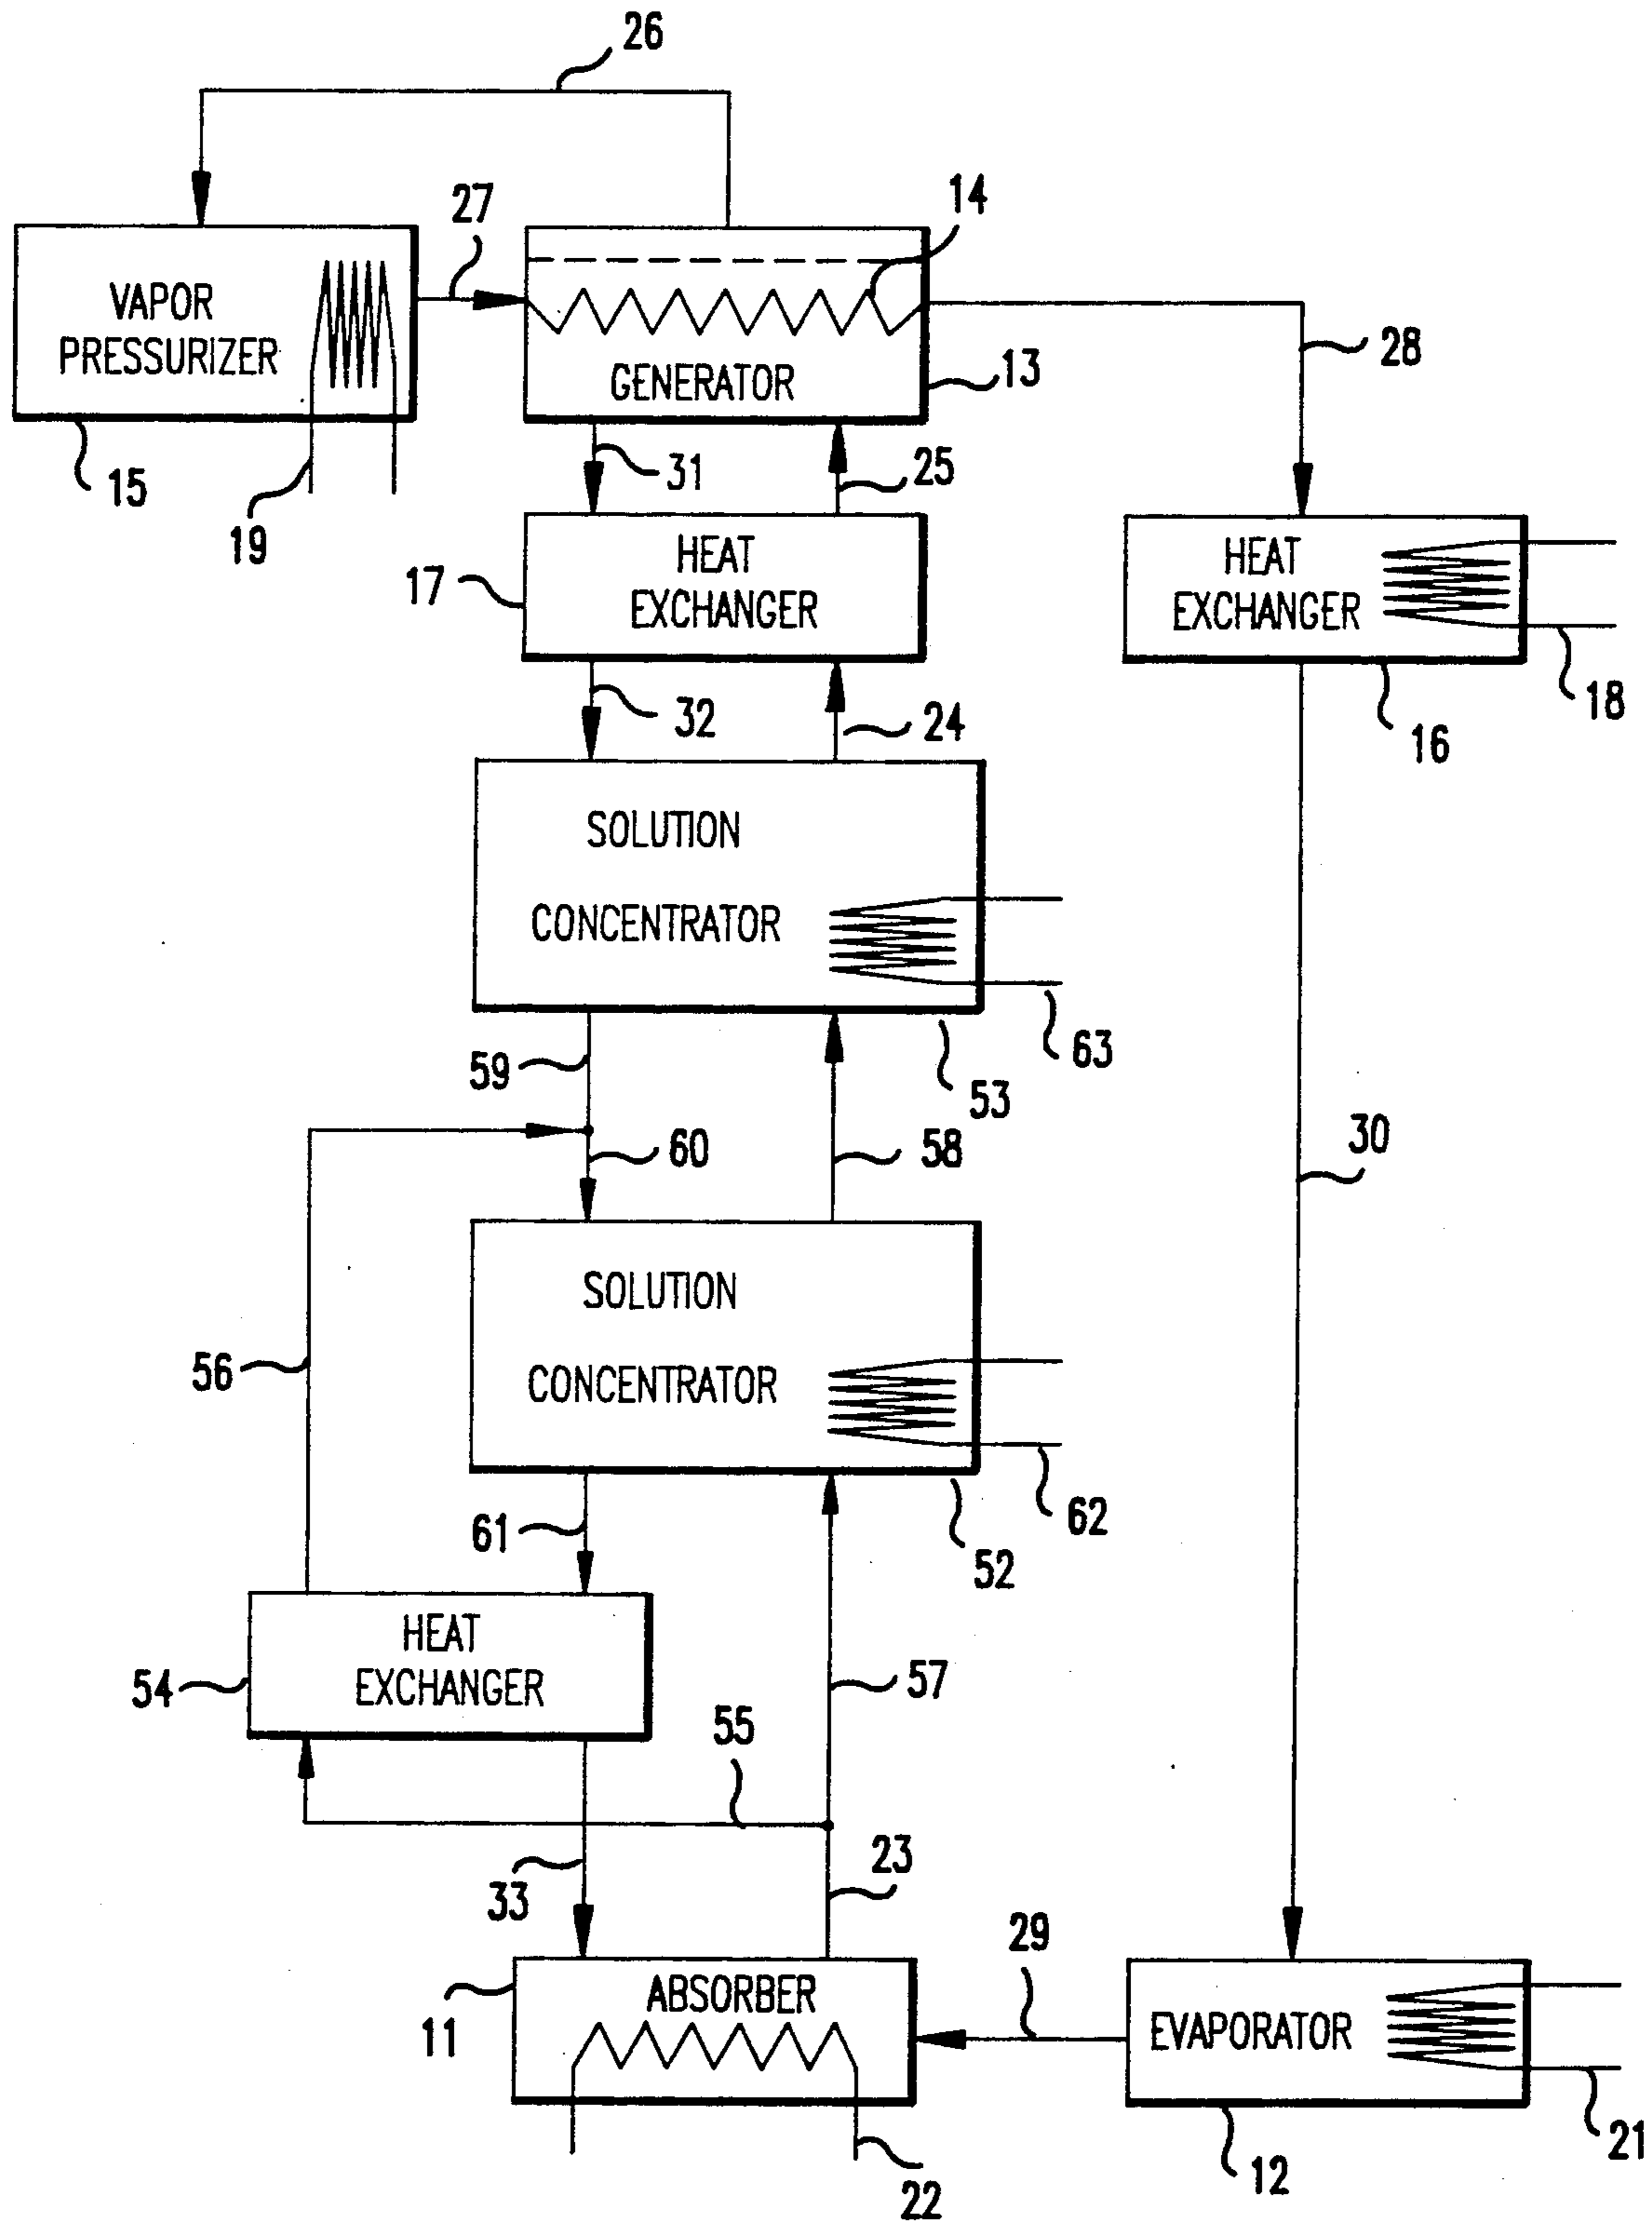 26
27
14
VAPOR
PRESSURIZER
GENERATOR
13
28
15
19
31
25
17
HEAT
EXCHANGER
HEAT
EXCHANGER
18
16
32
24
SOLUTION
CONCENTRATOR
63
53
59
60
58
30
SOLUTION
CONCENTRATOR
56
62
52
61
HEAT
EXCHANGER
54
57
55
23
33
29
ABSORBER
11
EVAPORATOR
22
12
21